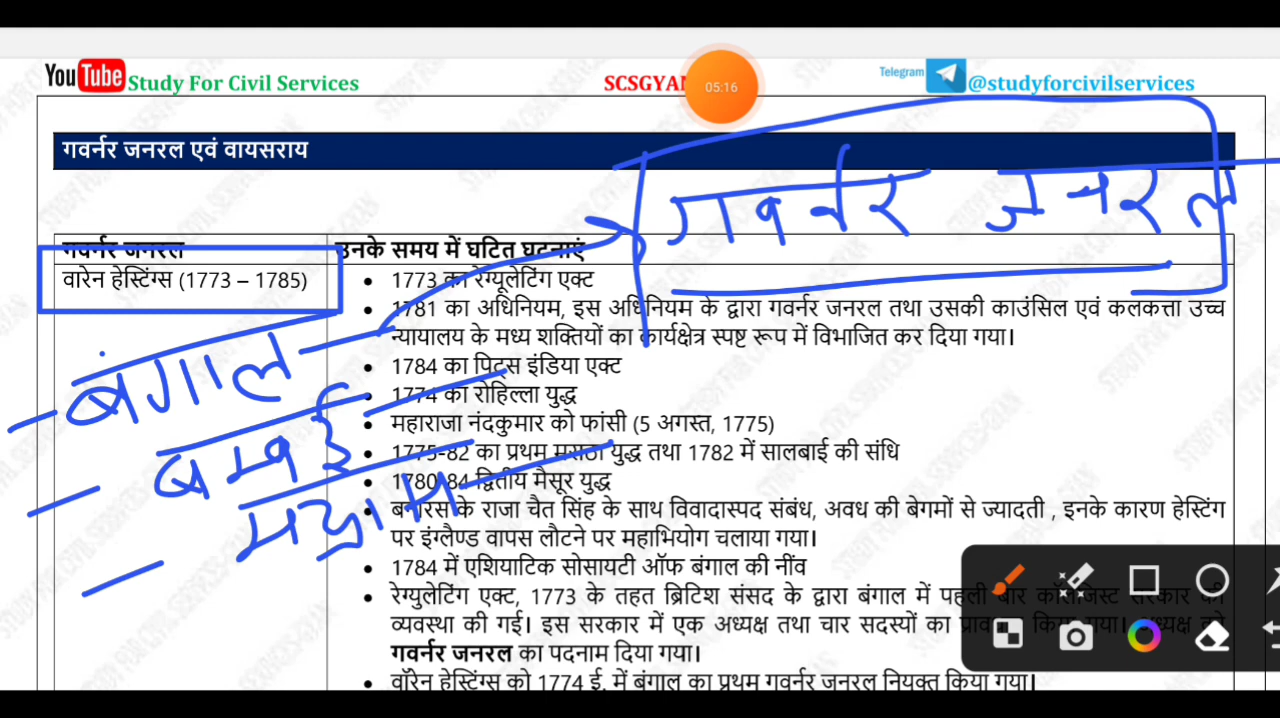 YouTube Study For Civil Services
SCSGYAN
05:16
Telegram @studyforcivilservices
गवर्नर जनरल एवं वायसराय
गवर्नर जनरल
गवर्नर जनरल
उनके समय में घटित घटनाएं
वारेन हेस्टिंग्स (1773 – 1785)
• 1773 का रेग्यूलेटिंग एक्ट
• 1781 का अधिनियम, इस अधिनियम के द्वारा गवर्नर जनरल तथा उसकी काउंसिल एवं कलकत्ता उच्च
न्यायालय के मध्य शक्तियों का कार्यक्षेत्र स्पष्ट रूप में विभाजित कर दिया गया।
• 1784 का पिट्स इंडिया एक्ट
• 1774 का रोहिल्ला युद्ध
• महाराजा नंदकुमार को फांसी (5 अगस्त, 1775)
• 1775-82 का प्रथम मराठा युद्ध तथा 1782 में सालबाई की संधि
• 1780-84 द्वितीय मैसूर युद्ध
• बनारस के राजा चैत सिंह के साथ विवादास्पद संबंध, अवध की बेगमों से ज्यादती , इनके कारण हेस्टिंग
पर इंग्लैण्ड वापस लौटने पर महाभियोग चलाया गया।
• 1784 में एशियाटिक सोसायटी ऑफ बंगाल की नींव
• रेग्युलेटिंग एक्ट, 1773 के तहत ब्रिटिश संसद के द्वारा बंगाल में पहली बार कॉलेजिस्ट सरकार की
व्यवस्था की गई। इस सरकार में एक अध्यक्ष तथा चार सदस्यों का प्रावधान किया गया। अध्यक्ष को
गवर्नर जनरल का पदनाम दिया गया।
• वॉरेन हेस्टिंग्स को 1774 ई. में बंगाल का प्रथम गवर्नर जनरल नियुक्त किया गया।
बंगाल
बम्बई
मद्रास